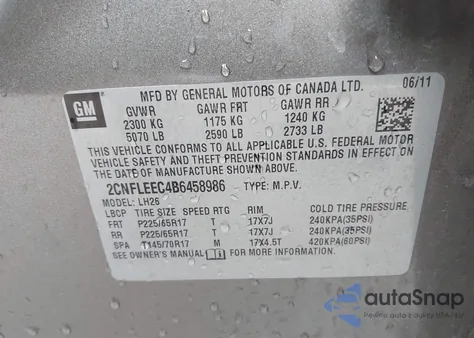 GM
MFD BY GENERAL MOTORS OF CANADA LTD. 06/11
GVWR GAWR FRT GAWR RR
2300 KG 1175 KG 1240 KG
5070 LB 2590 LB 2733 LB
THIS VEHICLE CONFORMS TO ALL APPLICABLE U.S. FEDERAL MOTOR
VEHICLE SAFETY AND THEFT PREVENTION STANDARDS IN EFFECT ON
THE DATE OF MANUFACTURE SHOWN ABOVE.
2CNFLEEC4B6458986 TYPE: M.P.V.
MODEL: LH26
LBCP TIRE SIZE SPEED RTG RIM COLD TIRE PRESSURE
FRT P225/65R17 T 17X7J 240KPA(35PSI)
RR P225/65R17 T 17X7J 240KPA(35PSI)
SPA T145/70R17 M 17X4.5T 420KPA(60PSI)
SEE OWNER'S MANUAL FOR ADDITIONAL INFORMATION
autoSnap